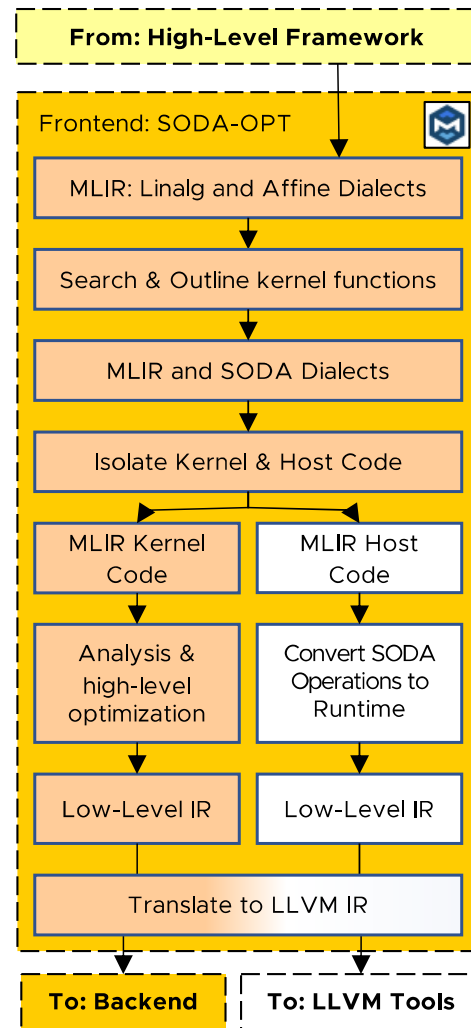 From: High-Level Framework
Frontend: SODA-OPT
MLIR: Linalg and Affine Dialects
Search & Outline kernel functions
MLIR and SODA Dialects
Isolate Kernel & Host Code
MLIR Kernel
Code
MLIR Host
Code
Analysis &
high-level
optimization
Convert SODA
Operations to
Runtime
Low-Level IR
Low-Level IR
Translate to LLVM IR
To: Backend
To: LLVM Tools